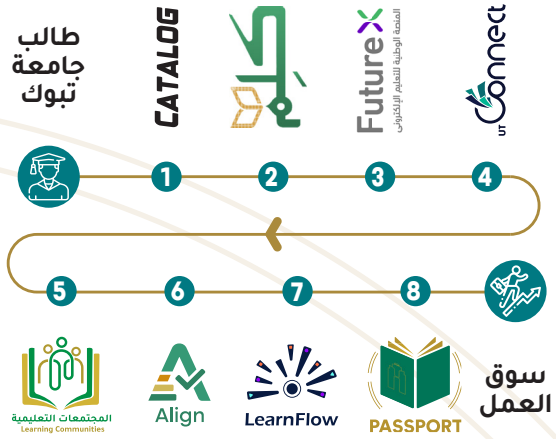 طالب
جامعة
تبوك
CATALOG
FutureX
المنصة الوطنية للتعليم الإلكتروني
UT Connect
1
2
3
4
5
6
7
8
المجتمعات التعليمية
Learning Communities
Align
LearnFlow
PASSPORT
سوق
العمل